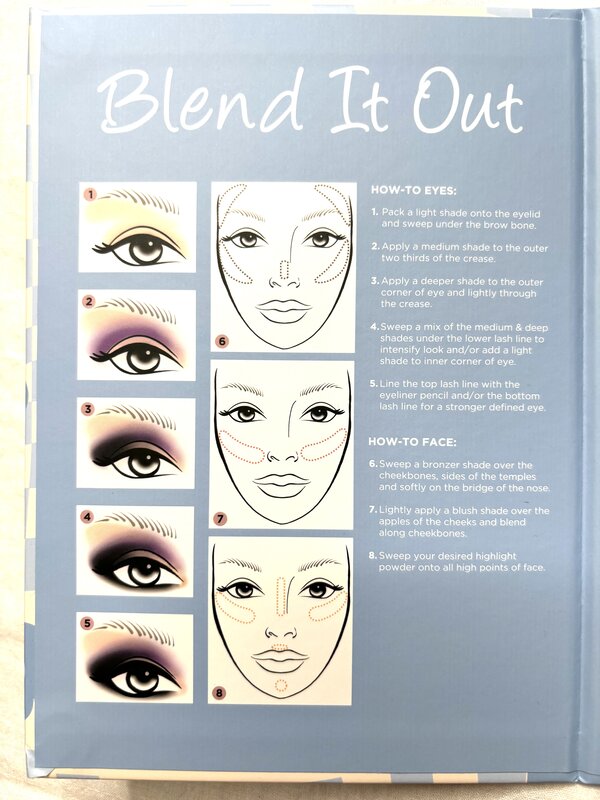 Blend It Out
1
2
3
4
5
6
7
8
HOW-TO EYES:
1. Pack a light shade onto the eyelid
and sweep under the brow bone.
2. Apply a medium shade to the outer
two thirds of the crease.
3. Apply a deeper shade to the outer
corner of eye and lightly through
the crease.
4. Sweep a mix of the medium & deep
shades under the lower lash line to
intensify look and/or add a light
shade to inner corner of eye.
5. Line the top lash line with the
eyeliner pencil and/or the bottom
lash line for a stronger defined eye.
HOW-TO FACE:
6. Sweep a bronzer shade over the
cheekbones, sides of the temples
and softly on the bridge of the nose.
7. Lightly apply a blush shade over the
apples of the cheeks and blend
along cheekbones.
8. Sweep your desired highlight
powder onto all high points of face.